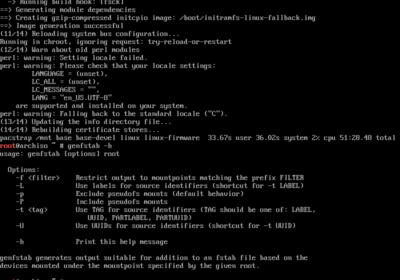 -> Running build hook: [fsck]
==> Generating module dependencies
==> Creating gzip-compressed initcpio image: /boot/initramfs-linux-fallback.img
==> Image generation successful
(11/14) Reloading system bus configuration...
Running in chroot, ignoring request: try-reload-or-restart
(12/14) Warn about old perl modules
perl: warning: Setting locale failed.
perl: warning: Please check that your locale settings:
LANGUAGE = (unset),
LC_ALL = (unset),
LC_MESSAGES = "",
LANG = "en_US.UTF-8"
are supported and installed on your system.
perl: warning: Falling back to the standard locale ("C").
(13/14) Updating the info directory file...
(14/14) Rebuilding certificate stores...
pacstrap /mnt base base-devel linux linux-firmware  33.67s user 36.02s system 2% cpu 51:28.48 total
root@archiso ~ # genfstab -h
usage: genfstab [options] root
Options:
-f <filter> Restrict output to mountpoints matching the prefix FILTER
-L Use labels for source identifiers (shortcut for -t LABEL)
-p Exclude pseudofs mounts (default behavior)
-P Include pseudofs mounts
-t <tag> Use TAG for source identifiers (TAG should be one of: LABEL,
UUID, PARTLABEL, PARTUUID)
-U Use UUIDs for source identifiers (shortcut for -t UUID)
-h Print this help message
genfstab generates output suitable for addition to an fstab file based on the
devices mounted under the mountpoint specified by the given root.